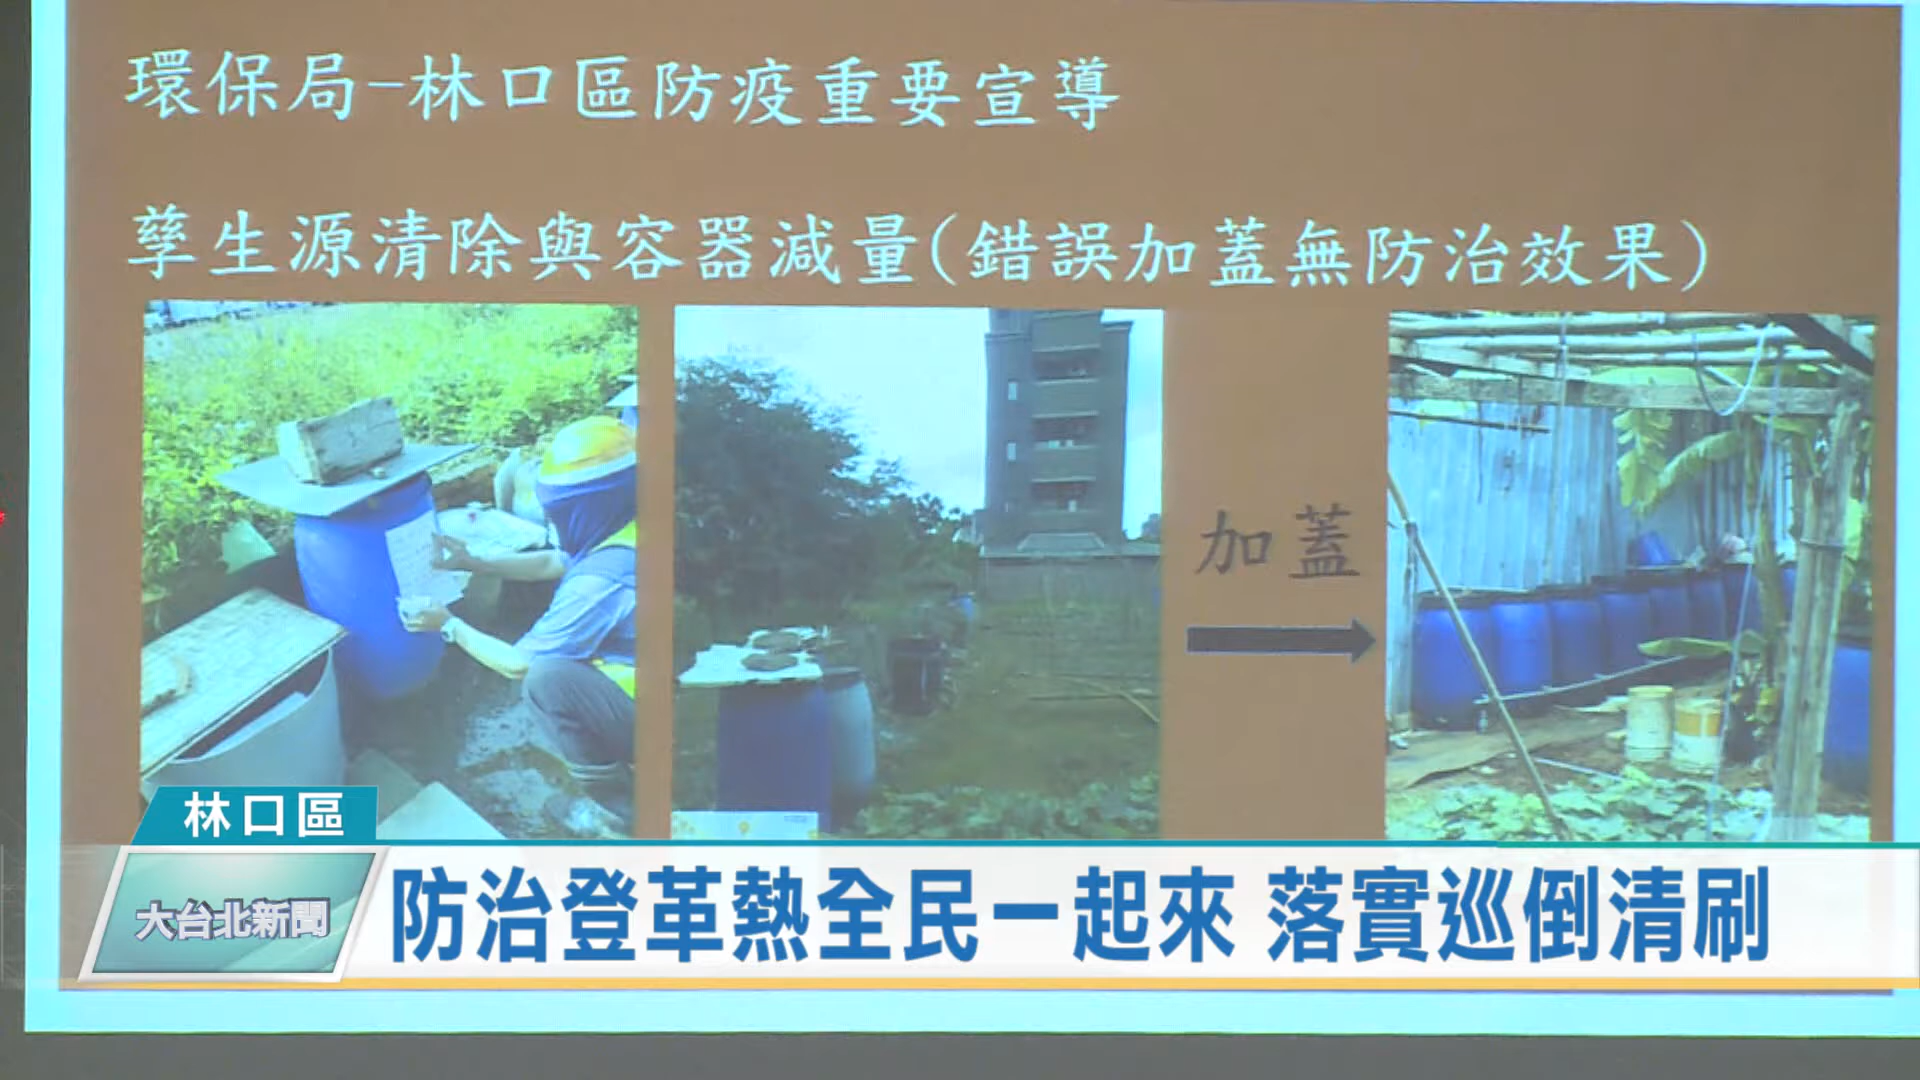 環保局-林口區防疫重要宣導
孳生源清除與容器減量(錯誤加蓋無防治效果)
加蓋
林口區
大台北新聞
防治登革熱全民一起來 落實巡倒清刷